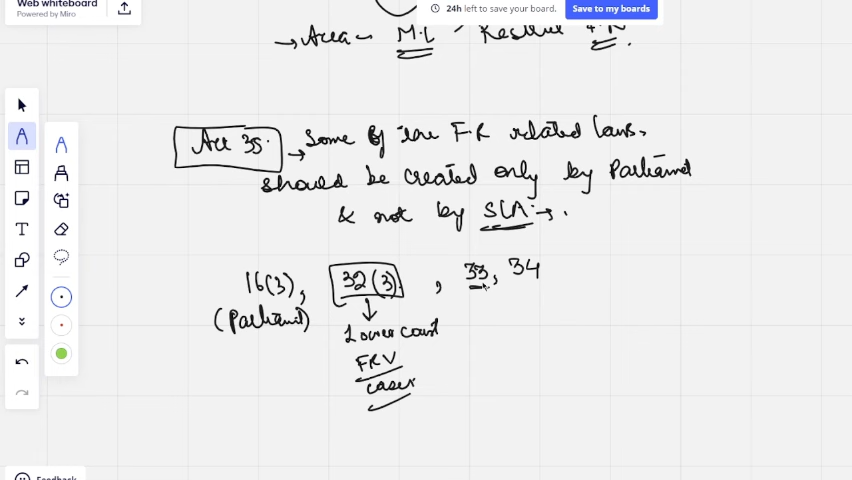 Web whiteboard
Powered by Miro
24h left to save your board.
Save to my boards
→ Area - M.L → F.R.
Art 35. → Some of the F.R related laws.
should be created only by Parliament
& not by SLA. →.
16(3), 32(3). , 33, 34
(Parliament)
Lower court
FRV
cases
Feedback